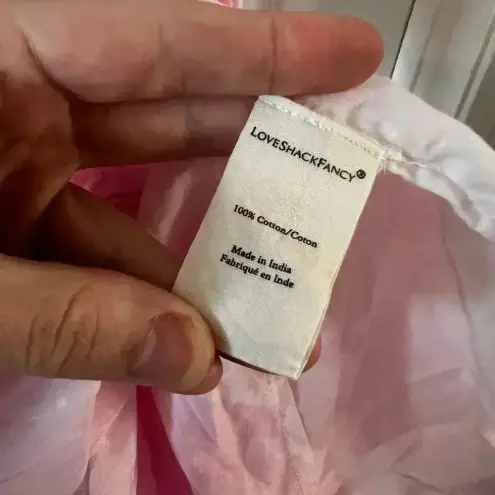 LoveShackFancy®
100% Cotton/Coton
Made in India
Fabriqué en Inde